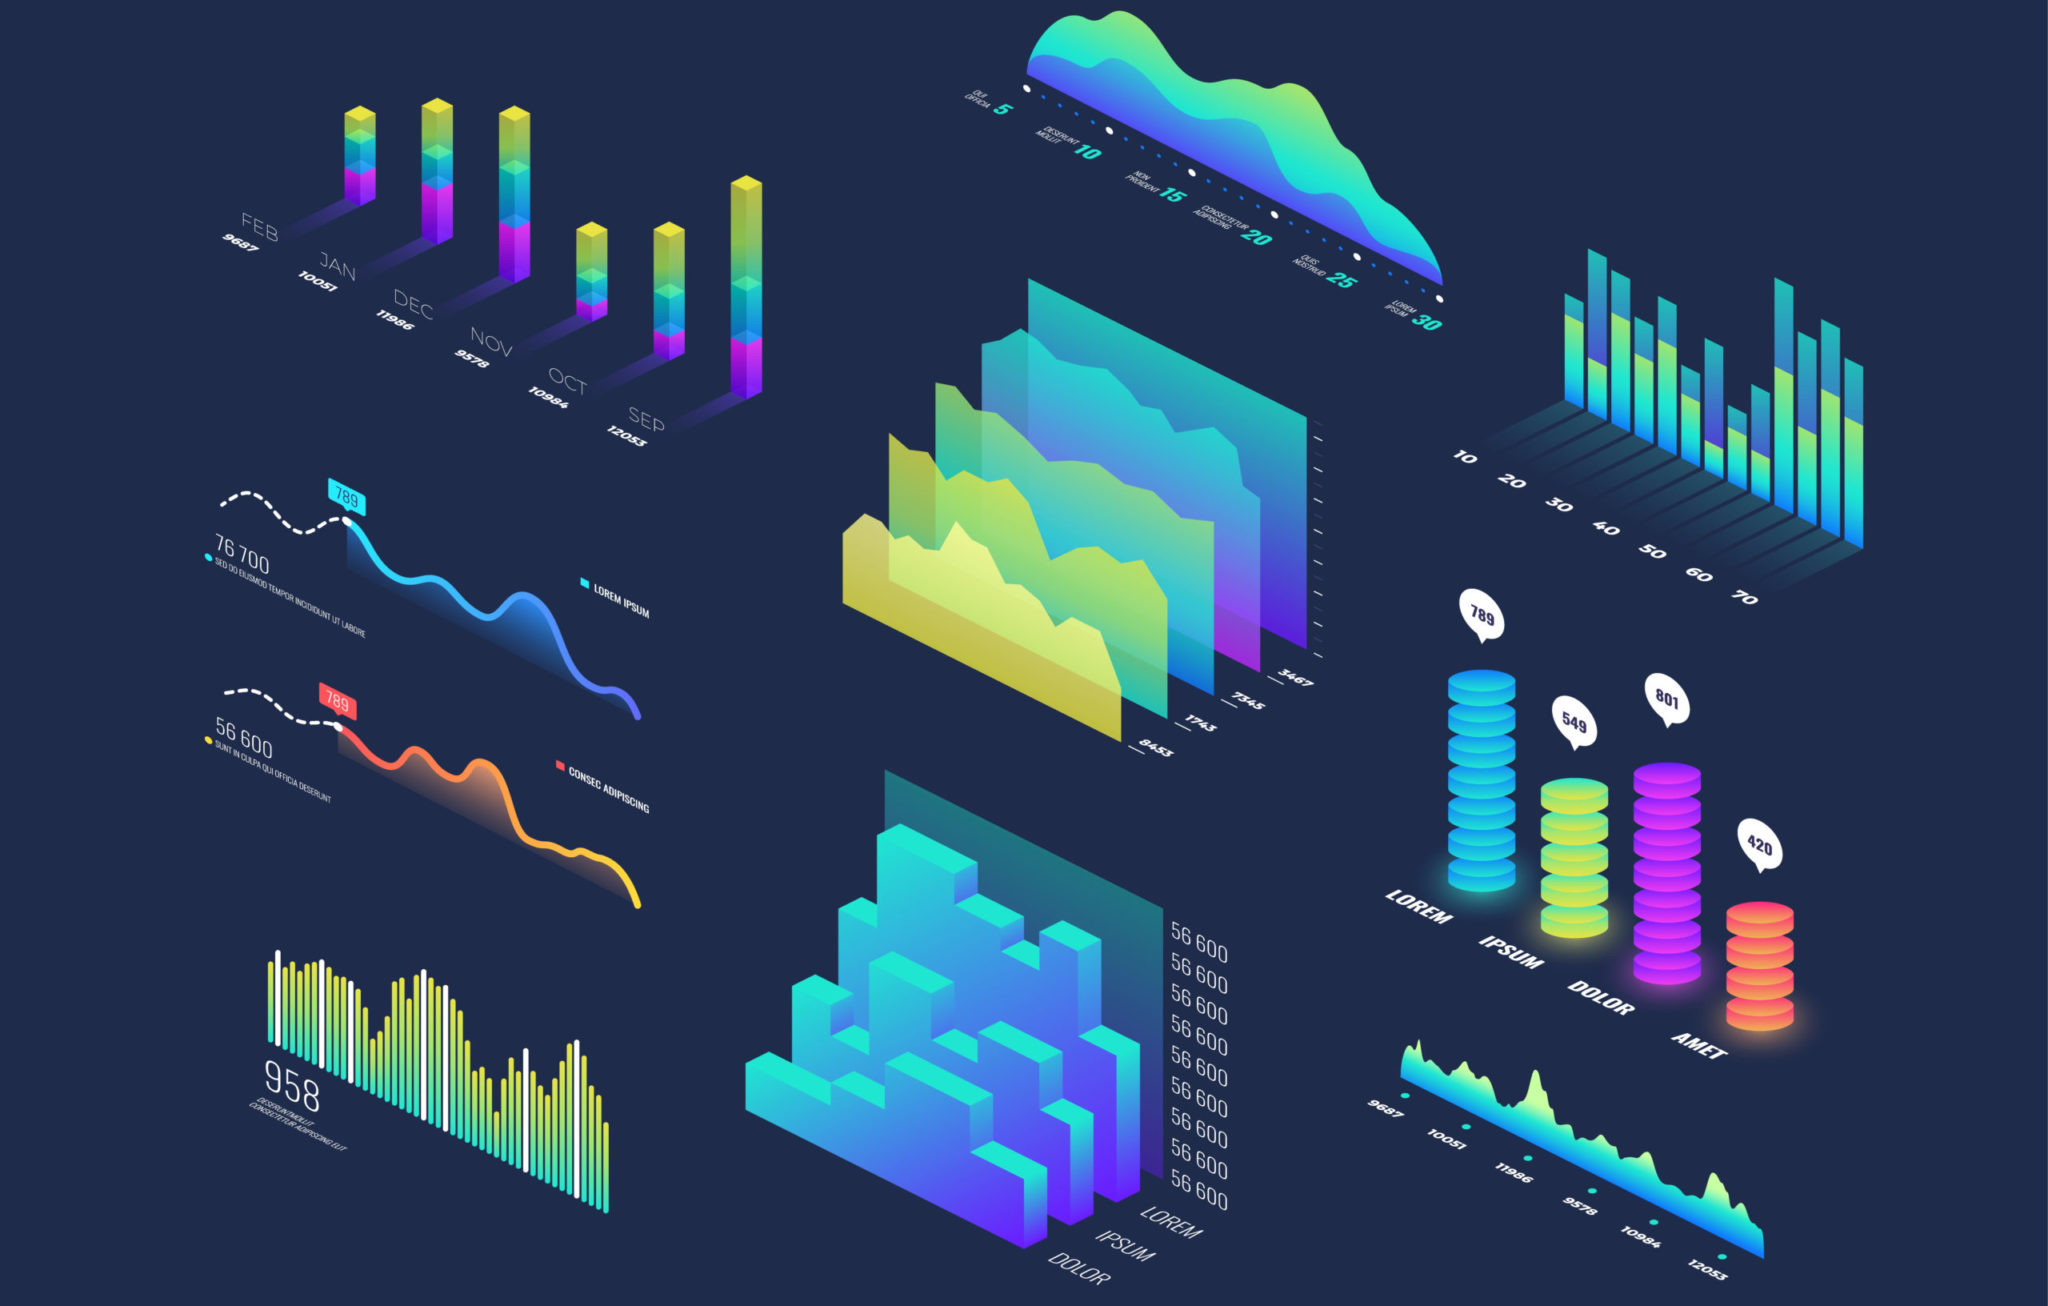 FEB
9687
JAN
10051
DEC
11986
NOV
9578
OCT
10984
SEP
12053
QUI
OFFICIA
5
DESERUNT
MOLLIT
10
NON
PROIDENT
15
CONSECTETUR
ADIPISCING
20
QUIS
NOSTRUD
25
LOREM
IPSUM
30
10
20
30
40
50
60
70
789
76 700
SED DO EIUSMOD TEMPOR INCIDIDUNT UT LABORE
LOREM IPSUM
789
56 600
SUNT IN CULPA QUI OFFICIA DESERUNT
CONSEC ADIPISCING
3467
7345
1743
8453
789
549
801
420
LOREM
IPSUM
DOLOR
AMET
958
DESERUNTMOLLIT
CONSECTETUR ADIPISCING ELIT
56 600
56 600
56 600
56 600
56 600
56 600
56 600
56 600
56 600
LOREM
IPSUM
DOLOR
9687
10051
11986
9578
10984
12053